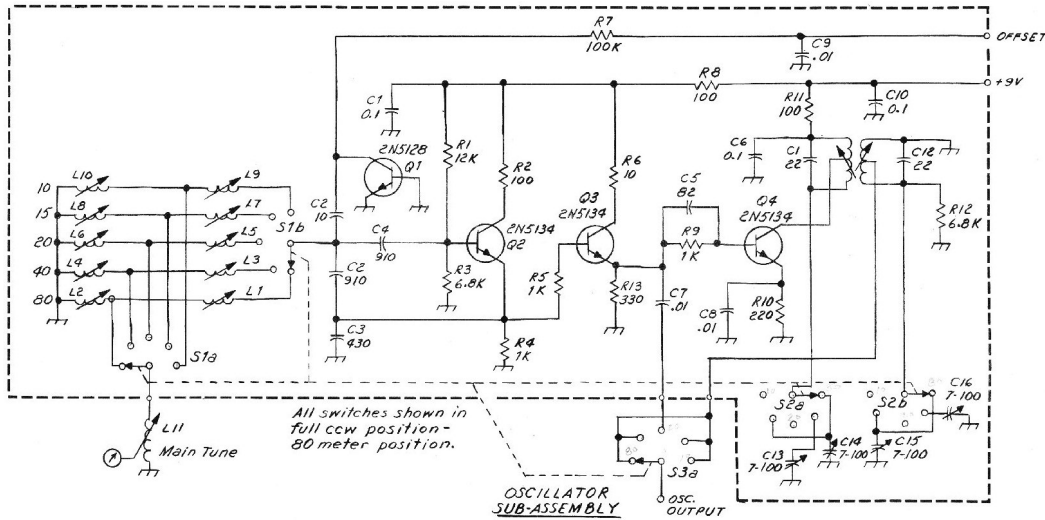 R7
100K
OFFSET
C9
.01
R8
100
+9V
C1
0.1
R11
100
C10
0.1
2N5128
Q1
R1
12K
R2
100
R6
10
C6
0.1
C1
22
C12
22
10
L10
L9
15
L8
L7
20
L6
L5
40
L4
L3
80
L2
L1
S1b
C2
10
C4
910
2N5134
Q2
Q3
2N5134
C5
82
R9
1K
Q4
2N5134
R12
6.8K
C2
910
R3
6.8K
R5
1K
R13
330
C7
.01
C8
.01
R10
220
C3
430
R4
1K
S1a
L11
Main Tune
All switches shown in
full ccw position-
80 meter position.
S3a
OSC.
OUTPUT
OSCILLATOR
SUB-ASSEMBLY
S2a
S2b
C16
7-100
C13
7-100
C14
7-100
C15
7-100